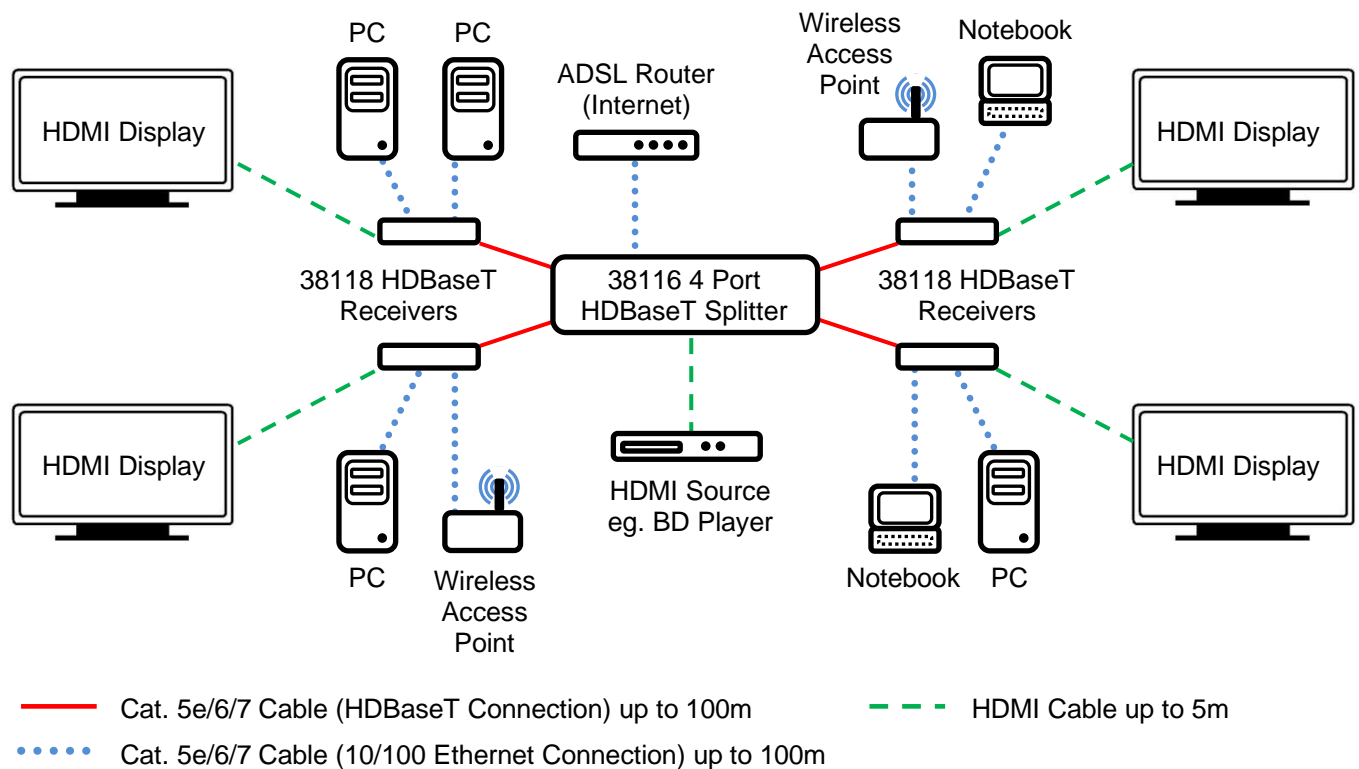 PC
PC
ADSL Router
(Internet)
Wireless
Access
Point
Notebook
HDMI Display
HDMI Display
38118 HDBaseT
Receivers
38116 4 Port
HDBaseT Splitter
38118 HDBaseT
Receivers
HDMI Display
HDMI Source
eg. BD Player
HDMI Display
PC
Wireless
Access
Point
Notebook
PC
Cat. 5e/6/7 Cable (HDBaseT Connection) up to 100m
HDMI Cable up to 5m
Cat. 5e/6/7 Cable (10/100 Ethernet Connection) up to 100m